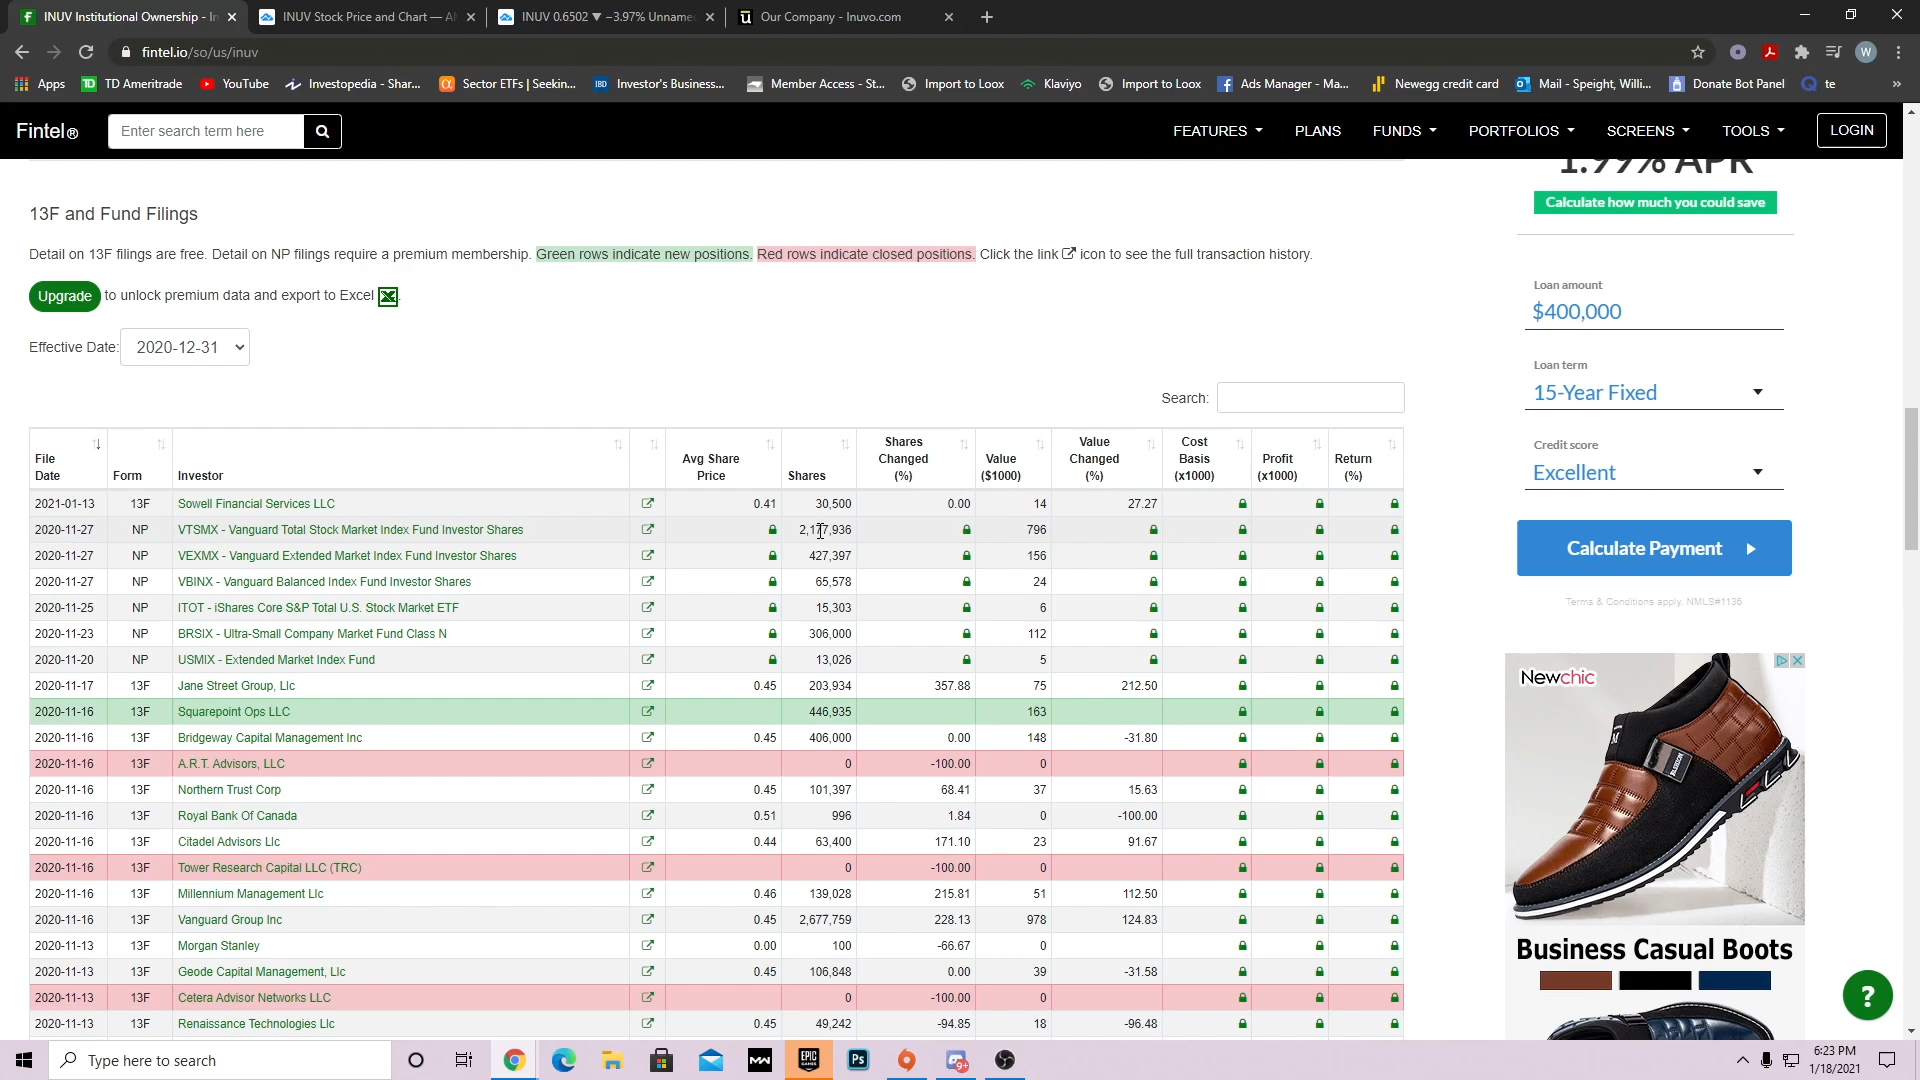 INUV Institutional Ownership - In
INUV Stock Price and Chart — A
INUV 0.6502 ▼ −3.97% Unname
Our Company - Inuvo.com
fintel.io/so/us/inuv
W
Apps
TD Ameritrade
YouTube
Investopedia - Shar...
Sector ETFs | Seekin...
IBD Investor's Business...
Member Access - St...
Import to Loox
Klaviyo
Import to Loox
Ads Manager - Ma...
Newegg credit card
Mail - Speight, Willi...
Donate Bot Panel
te
»
Fintel®
Enter search term here
FEATURES
PLANS
FUNDS
PORTFOLIOS
SCREENS
TOOLS
LOGIN
1.99% APR
Calculate how much you could save
13F and Fund Filings
Detail on 13F filings are free. Detail on NP filings require a premium membership. Green rows indicate new positions. Red rows indicate closed positions. Click the link icon to see the full transaction history.
Upgrade to unlock premium data and export to Excel .
Effective Date: 2020-12-31
Search:
File Date Form Investor Avg Share Price Shares Shares Changed (%) Value ($1000) Value Changed (%) Cost Basis (x1000) Profit (x1000) Return (%)
2021-01-13 13F Sowell Financial Services LLC 0.41 30,500 0.00 14 27.27
2020-11-27 NP VTSMX - Vanguard Total Stock Market Index Fund Investor Shares 796
2020-11-27 NP VEXMX - Vanguard Extended Market Index Fund Investor Shares 427,397 156
2020-11-27 NP VBINX - Vanguard Balanced Index Fund Investor Shares 65,578 24
2020-11-25 NP ITOT - iShares Core S&P Total U.S. Stock Market ETF 15,303 6
2020-11-23 NP BRSIX - Ultra-Small Company Market Fund Class N 306,000 112
2020-11-20 NP USMIX - Extended Market Index Fund 13,026 5
2020-11-17 13F Jane Street Group, Llc 0.45 203,934 357.88 75 212.50
2020-11-16 13F Squarepoint Ops LLC 446,935 163
2020-11-16 13F Bridgeway Capital Management Inc 0.45 406,000 0.00 148 -31.80
2020-11-16 13F A.R.T. Advisors, LLC 0 -100.00 0
2020-11-16 13F Northern Trust Corp 0.45 101,397 68.41 37 15.63
2020-11-16 13F Royal Bank Of Canada 0.51 996 1.84 0 -100.00
2020-11-16 13F Citadel Advisors Llc 0.44 63,400 171.10 23 91.67
2020-11-16 13F Tower Research Capital LLC (TRC) 0 -100.00 0
2020-11-16 13F Millennium Management Llc 0.46 139,028 215.81 51 112.50
2020-11-16 13F Vanguard Group Inc 0.45 2,677,759 228.13 978 124.83
2020-11-13 13F Morgan Stanley 0.00 100 -66.67 0
2020-11-13 13F Geode Capital Management, Llc 0.45 106,848 0.00 39 -31.58
2020-11-13 13F Cetera Advisor Networks LLC 0 -100.00 0
2020-11-13 13F Renaissance Technologies Llc 0.45 49,242 -94.85 18 -96.48
Loan amount
$400,000
Loan term
15-Year Fixed
Credit score
Excellent
Calculate Payment
Terms & Conditions apply. NMLS#1136
Newchic
Business Casual Boots
?
Type here to search
MW
EPIC GAMES
Ps
9+
6:23 PM
1/18/2021